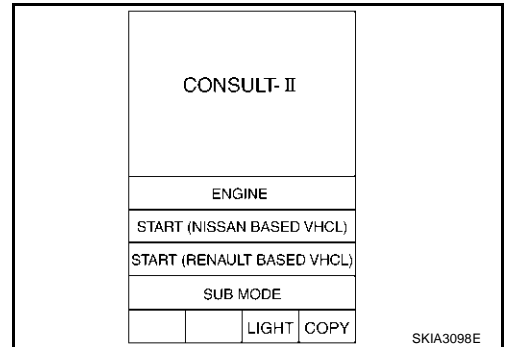 CONSULT-II
ENGINE
START (NISSAN BASED VHCL)
START (RENAULT BASED VHCL)
SUB MODE
LIGHT COPY
SKIA3098E